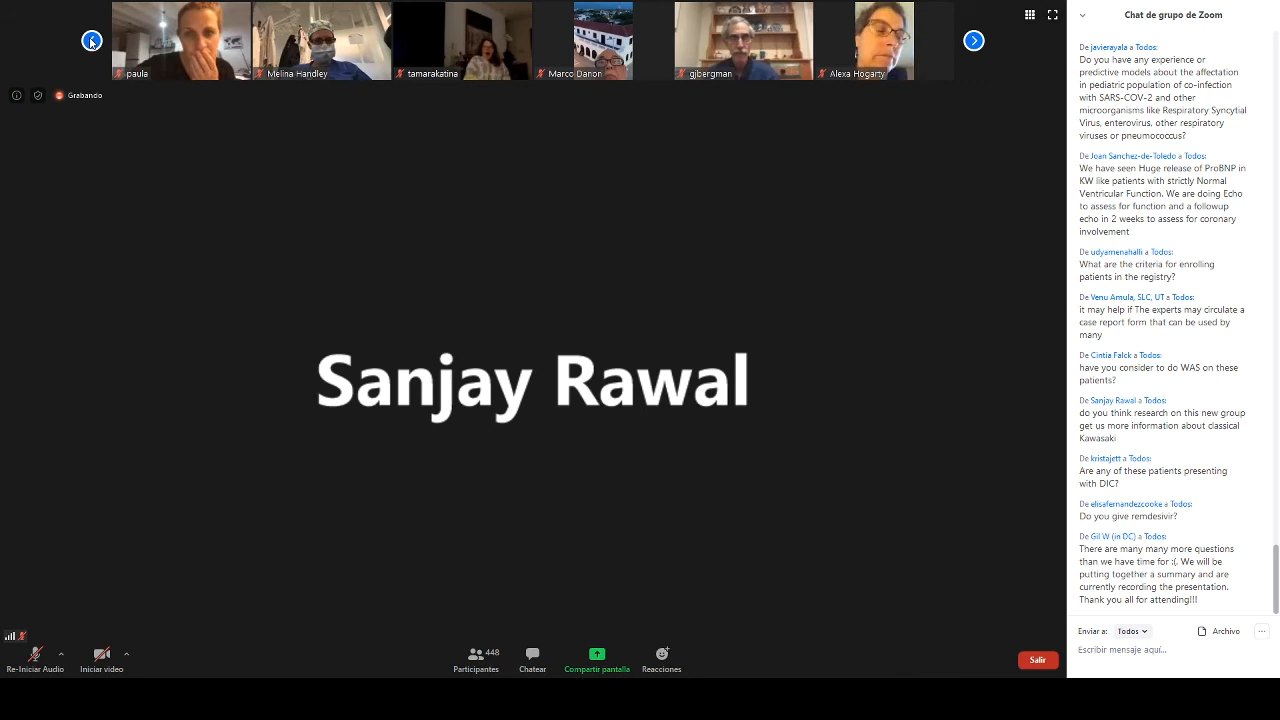 paula
Melina Handley
tamarakatina
Marco Danon
gjbergman
Alexa Hogarty
Grabando
Sanjay Rawal
Re-Iniciar Audio
Iniciar video
448
Participantes
Chatear
Compartir pantalla
Reacciones
Salir
Chat de grupo de Zoom
De javierayala a Todos:
Do you have any experience or
predictive models about the affectation
in pediatric population of co-infection
with SARS-COV-2 and other
microorganisms like Respiratory Syncytial
Virus, enterovirus, other respiratory
viruses or pneumococcus?
De Joan Sanchez-de-Toledo a Todos:
We have seen Huge release of ProBNP in
KW like patients with strictly Normal
Ventricular Function. We are doing Echo
to assess for function and a followup
echo in 2 weeks to assess for coronary
involvement
De udyamenahalli a Todos:
What are the criteria for enrolling
patients in the registry?
De Venu Amula, SLC, UT a Todos:
it may help if The experts may circulate a
case report form that can be used by
many
De Cintia Falck a Todos:
have you consider to do WAS on these
patients?
De Sanjay Rawal a Todos:
do you think research on this new group
get us more information about classical
Kawasaki
De kristajett a Todos:
Are any of these patients presenting
with DIC?
De elisafernandezcooke a Todos:
Do you give remdesivir?
De Gil W (in DC) a Todos:
There are many many more questions
than we have time for :(. We will be
putting together a summary and are
currently recording the presentation.
Thank you all for attending!!!
Enviar a: Todos
Archivo
Escribir mensaje aquí...